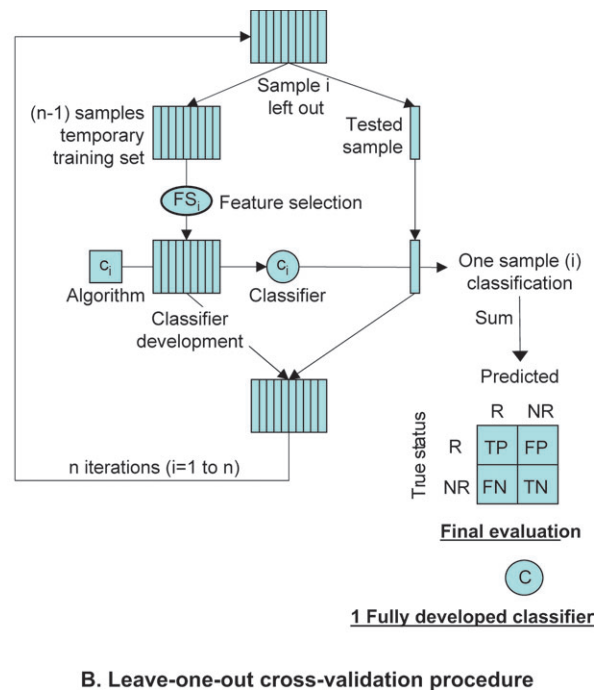 Sample i
left out
(n-1) samples
temporary
training set
Tested
sample
FSi
Feature selection
ci
Algorithm
ci
Classifier
One sample (i)
classification
Classifier
development
Sum
Predicted
R NR
True status
R TP FP
NR FN TN
n iterations (i=1 to n)
Final evaluation
C
1 Fully developed classifier
B. Leave-one-out cross-validation procedure